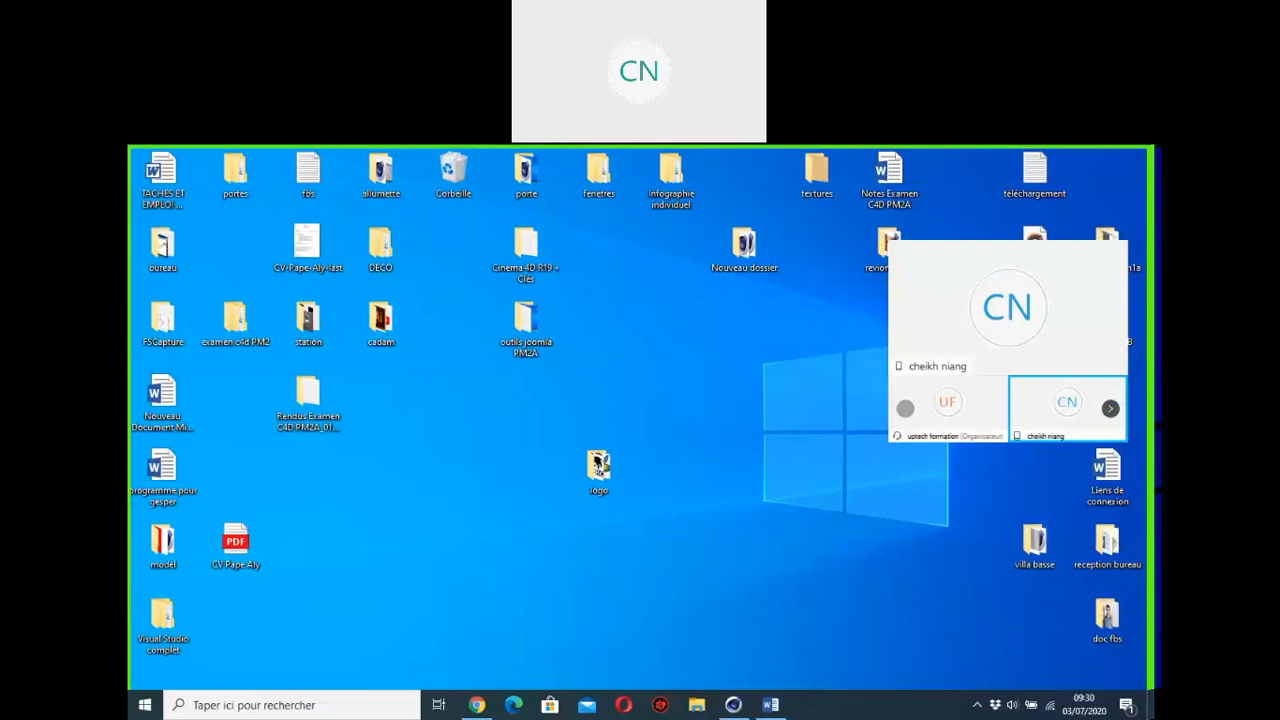 CN
TACHES ET
EMPLOI ...
portes
fbs
allumette
Corbeille
porte
fenetres
Infographie
individuel
textures
Notes Examen
C4D PM2A
téléchargement
bureau
CV-Pape-Aly-last
DECO
Cinema 4D R19 -
Clés
Nouveau dossier
CN
cheikh niang
UF
uptech formation (Organisateur)
CN
cheikh niang
FSCapture
examen c4d PM2
station
cadam
outils joomla
PM2A
Nouveau
Document Mi...
Rendus Examen
C4D PM2A_01...
programme pour
gesper
logo
Liens de
connexion
model
PDF
CV Pape Aly
villa basse
reception bureau
Visual Studio
complet
doc fbs
Taper ici pour rechercher
09:30
03/07/2020